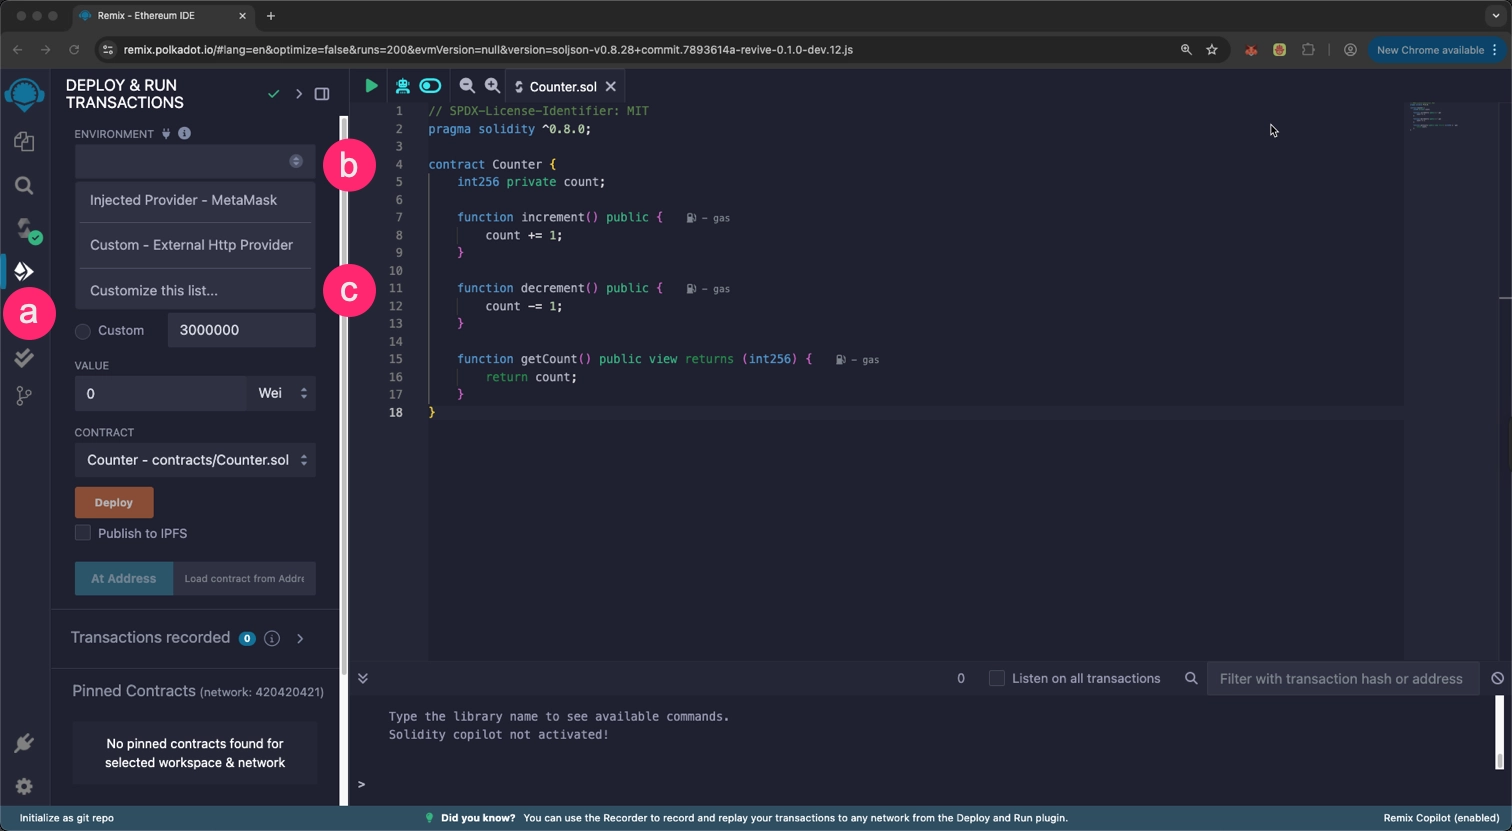 Remix - Ethereum IDE
remix.polkadot.io/#lang=en&optimize=false&runs=200&evmVersion=null&version=soljson-v0.8.28+commit.7893614a-revive-0.1.0-dev.12.js
New Chrome available
DEPLOY & RUN
TRANSACTIONS
ENVIRONMENT
b
Injected Provider - MetaMask
Custom - External Http Provider
Customize this list...
c
a
Custom
3000000
VALUE
0
Wei
CONTRACT
Counter - contracts/Counter.sol
Deploy
Publish to IPFS
At Address
Load contract from Addre
Transactions recorded 0
Pinned Contracts (network: 420420421)
No pinned contracts found for
selected workspace & network
Counter.sol
1 // SPDX-License-Identifier: MIT
2 pragma solidity ^0.8.0;
3
4 contract Counter {
5 int256 private count;
6
7 function increment() public { – gas
8 count += 1;
9 }
10
11 function decrement() public { – gas
12 count -= 1;
13 }
14
15 function getCount() public view returns (int256) { – gas
16 return count;
17 }
18 }
0
Listen on all transactions
Filter with transaction hash or address
Type the library name to see available commands.
Solidity copilot not activated!
>
Initialize as git repo
Did you know? You can use the Recorder to record and replay your transactions to any network from the Deploy and Run plugin.
Remix Copilot (enabled)